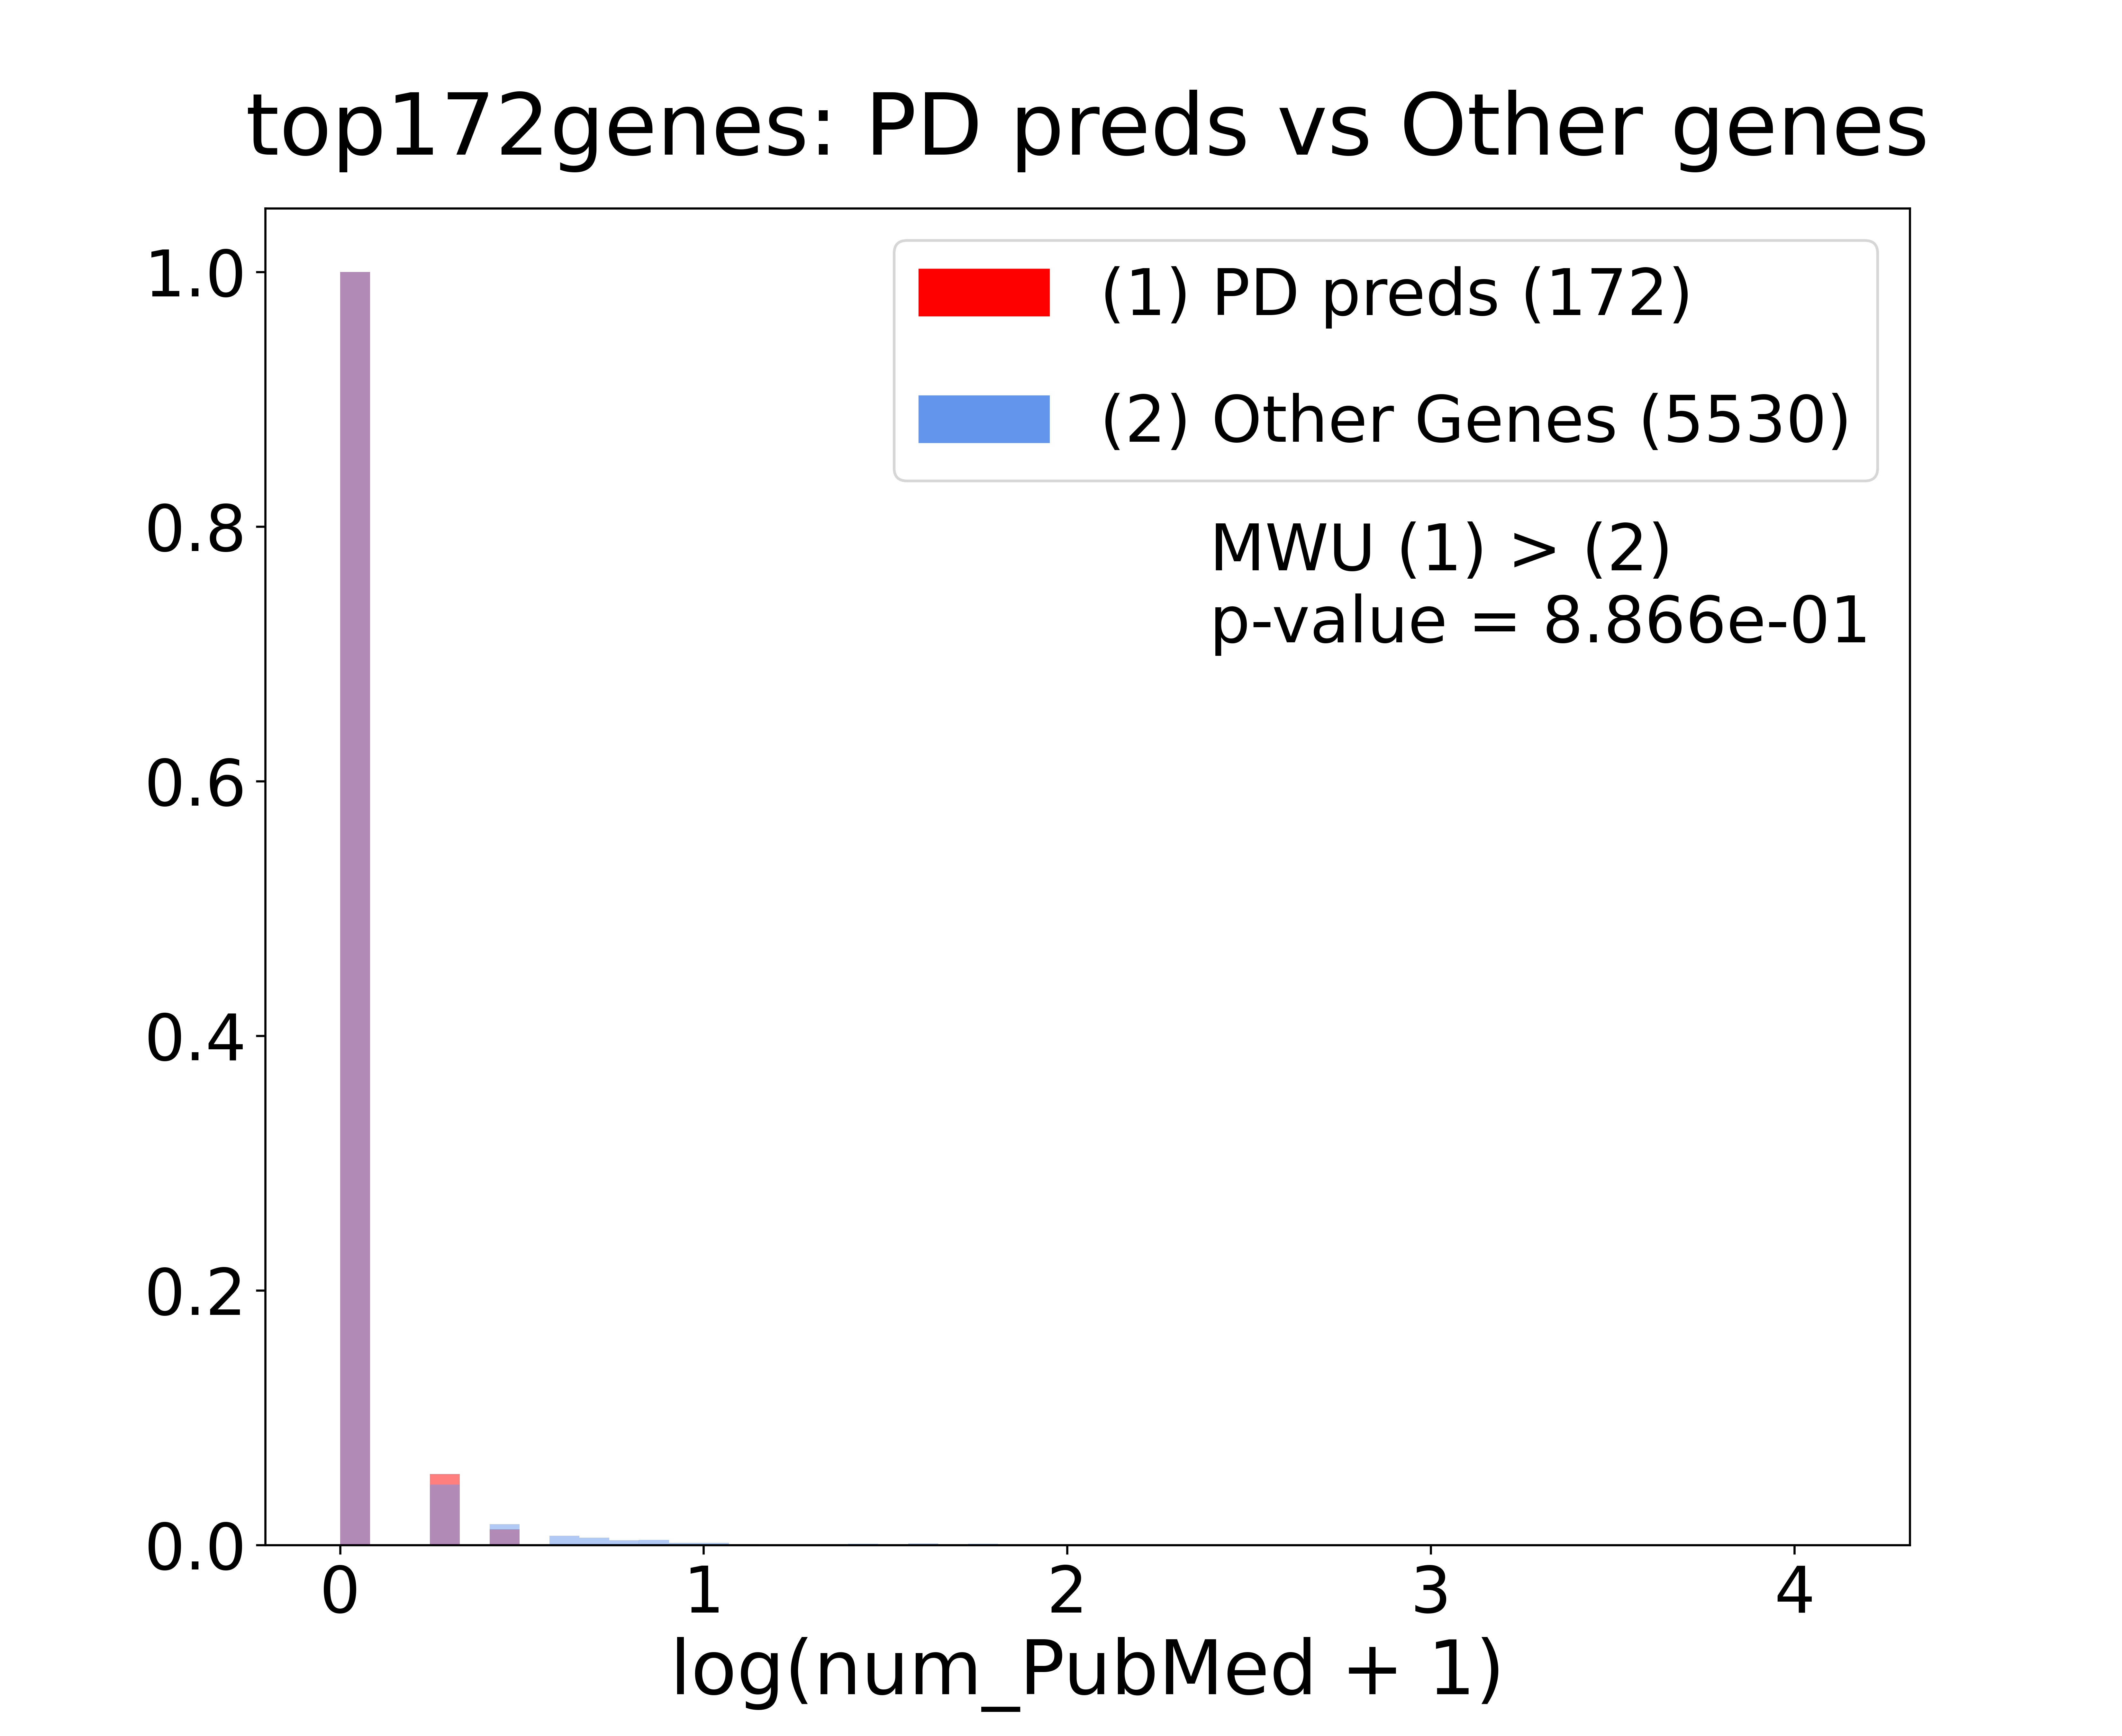 top172genes: PD preds vs Other genes
(1) PD preds (172)
(2) Other Genes (5530)
MWU (1) > (2)
p-value = 8.866e-01
1.0
0.8
0.6
0.4
0.2
0.0
0 1 2 3 4
log(num_PubMed + 1)